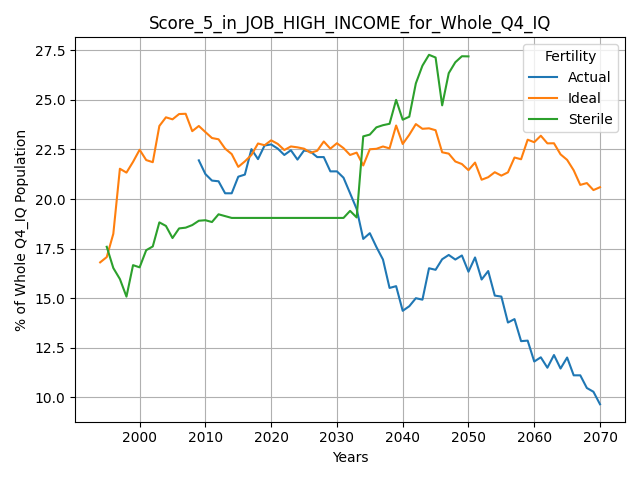 Score_5_in_JOB_HIGH_INCOME_for_Whole_Q4_IQ
27.5
25.0
22.5
20.0
17.5
15.0
12.5
10.0
% of Whole Q4_IQ Population
Fertility
Actual
Ideal
Sterile
2000 2010 2020 2030 2040 2050 2060 2070
Years